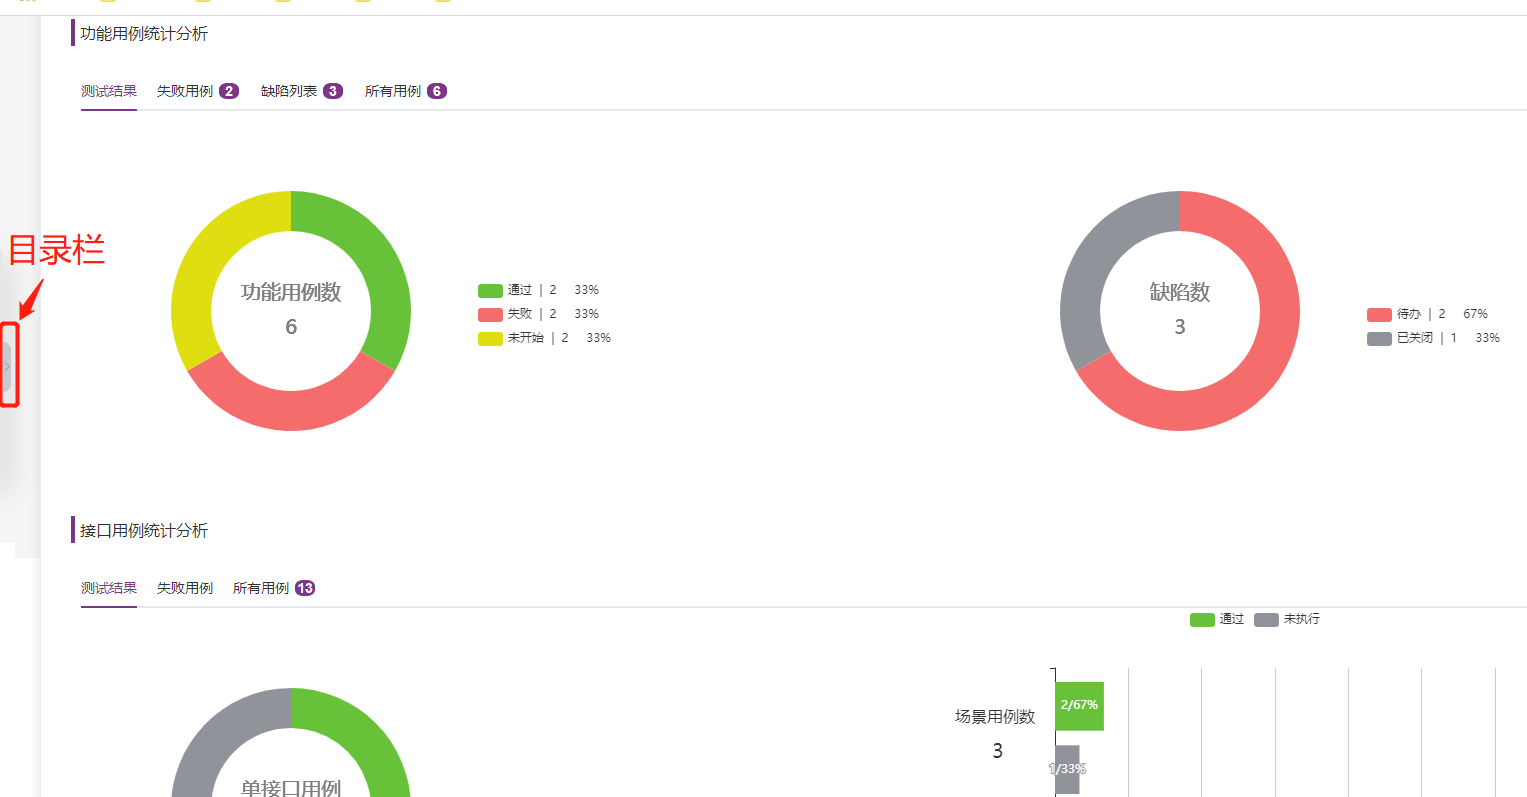 功能用例统计分析
测试结果 失败用例 2 缺陷列表 3 所有用例 6
目录栏
功能用例数
6
通过 | 2 33%
失败 | 2 33%
未开始 | 2 33%
缺陷数
3
待办 | 2 67%
已关闭 | 1 33%
接口用例统计分析
测试结果 失败用例 所有用例 13
通过 未执行
单接口用例
场景用例数
3
2/67%
1/33%